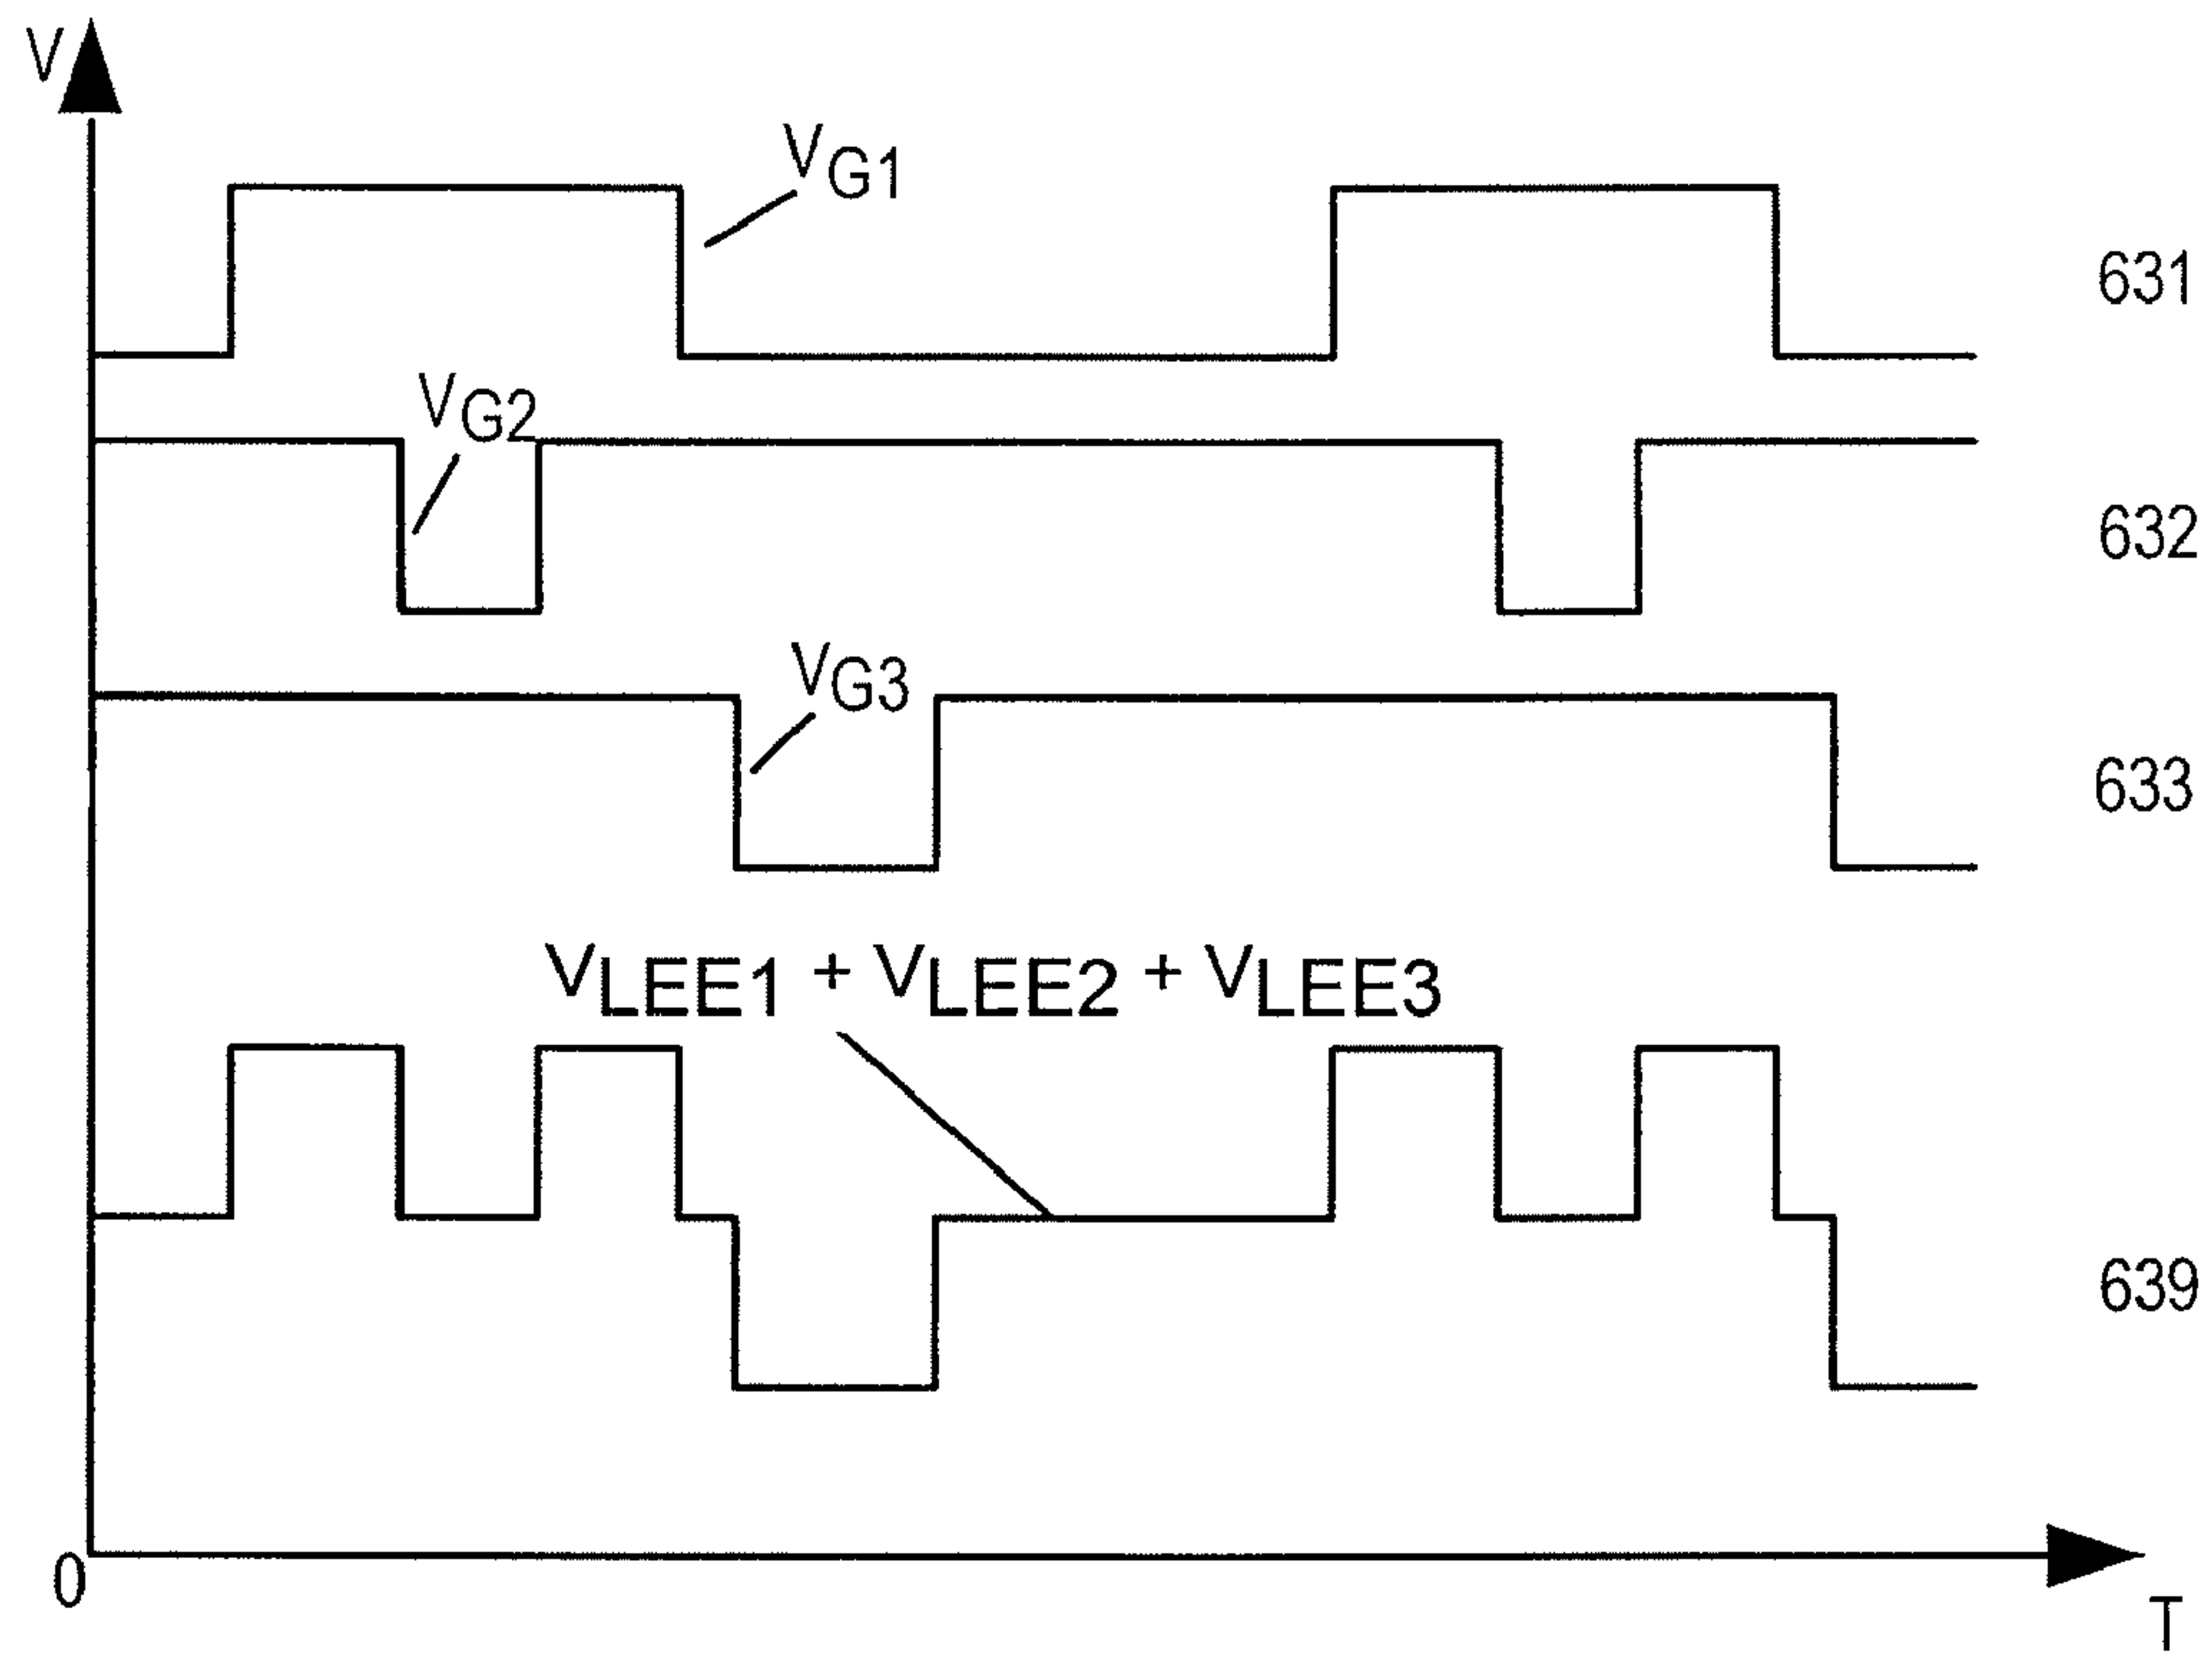 V
VG1
631
VG2
632
VG3
633
VLEE1 + VLEE2 + VLEE3
639
0
T